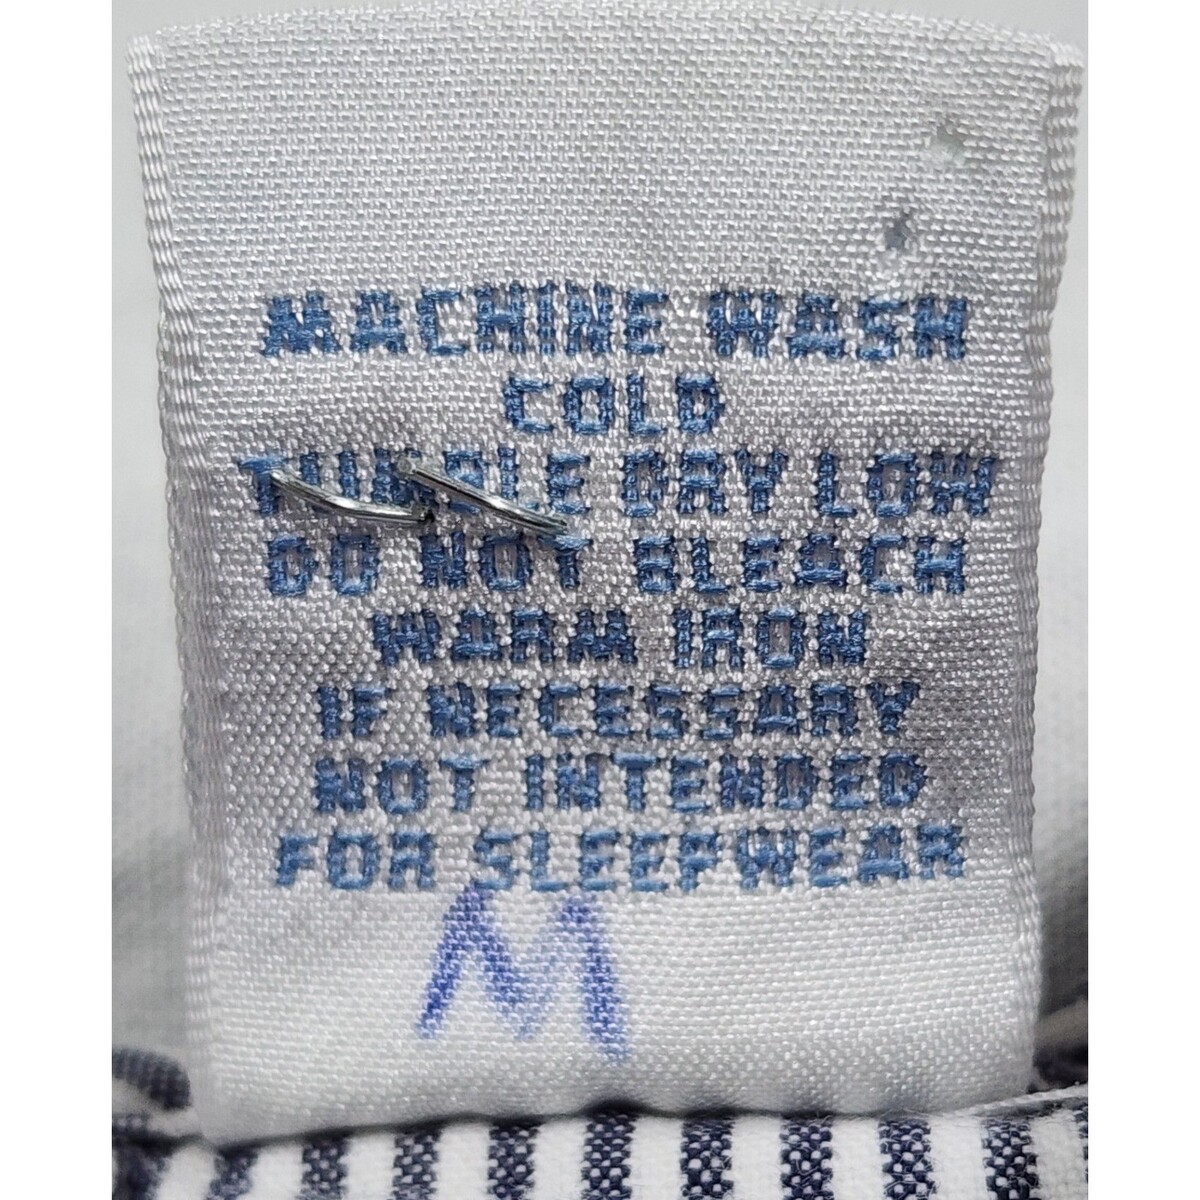 MACHINE WASH
COLD
TUMBLE DRY LOW
DO NOT BLEACH
WARM IRON
IF NECESSARY
NOT INTENDED
FOR SLEEPWEAR
M